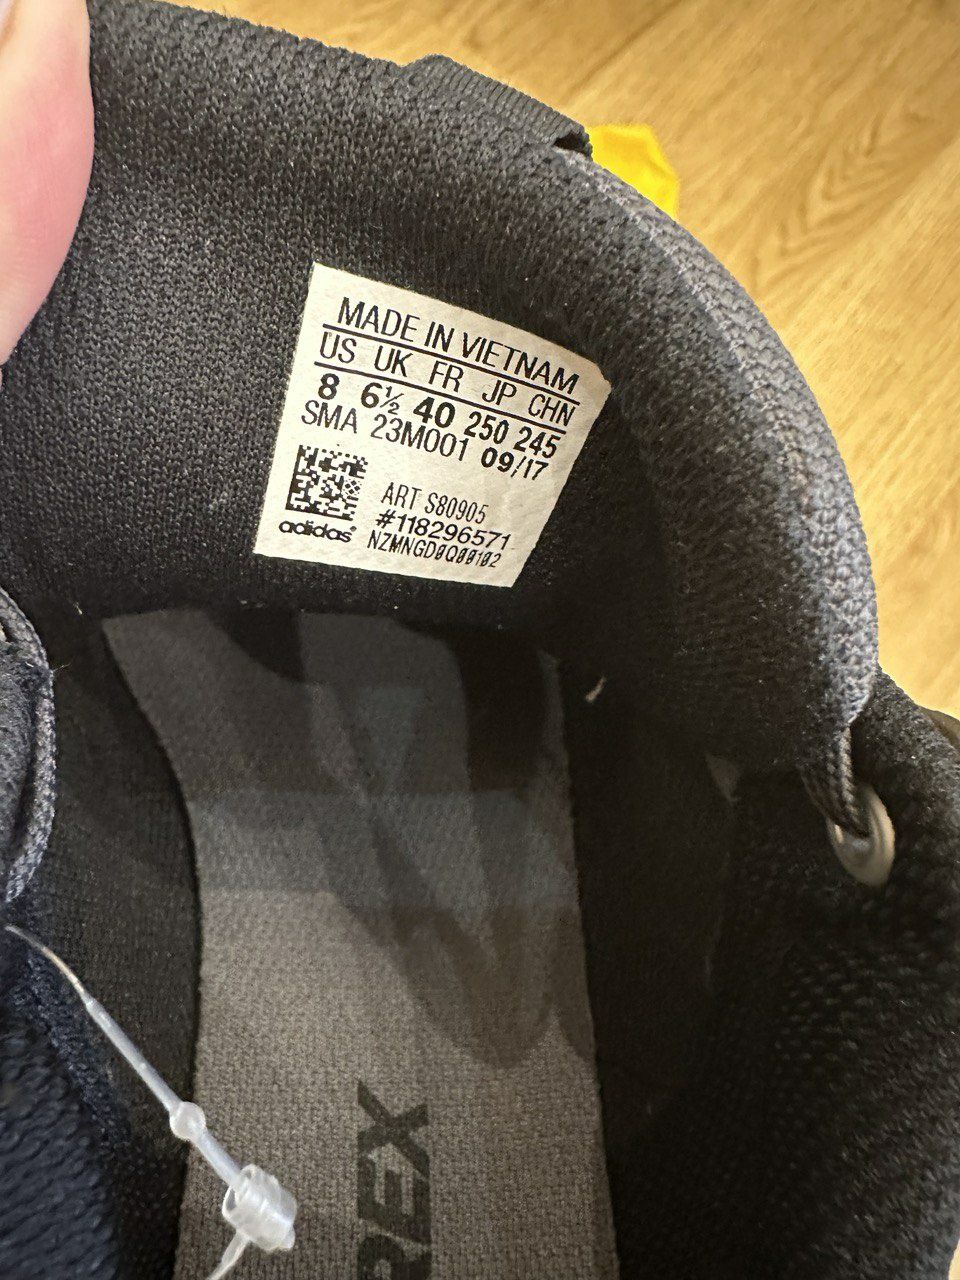 MADE IN VIETNAM
US UK FR JP CHN
8 6½ 40 250 245
SMA 23M001 09/17
ART S80905
#118296571
NZMNGD0Q00102
adidas®
REX